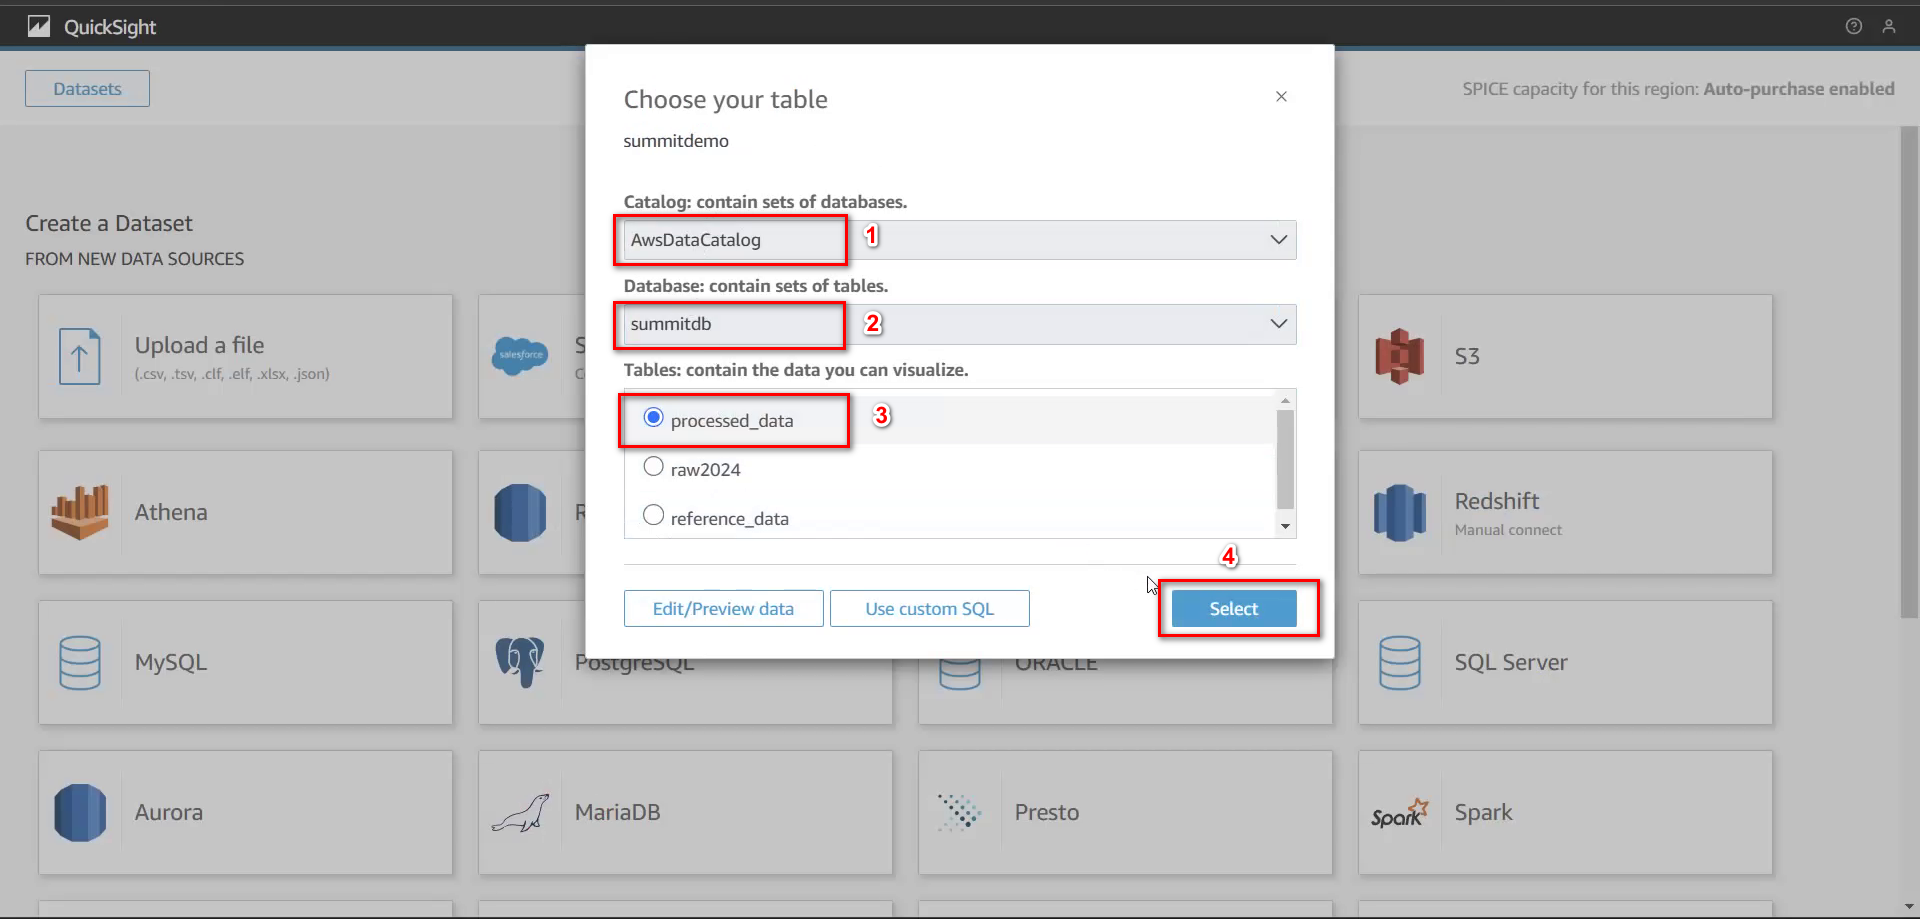 QuickSight
Datasets
SPICE capacity for this region: Auto-purchase enabled
Choose your table
summitdemo
Catalog: contain sets of databases.
AwsDataCatalog
1
Database: contain sets of tables.
summitdb
2
Tables: contain the data you can visualize.
processed_data
3
raw2024
reference_data
4
Edit/Preview data
Use custom SQL
Select
Create a Dataset
FROM NEW DATA SOURCES
Upload a file
(.csv, .tsv, .clf, .elf, .xlsx, .json)
salesforce
S
C
S3
Athena
R
Redshift
Manual connect
MySQL
PostgreSQL
ORACLE
SQL Server
Aurora
MariaDB
Presto
Spark
Spark